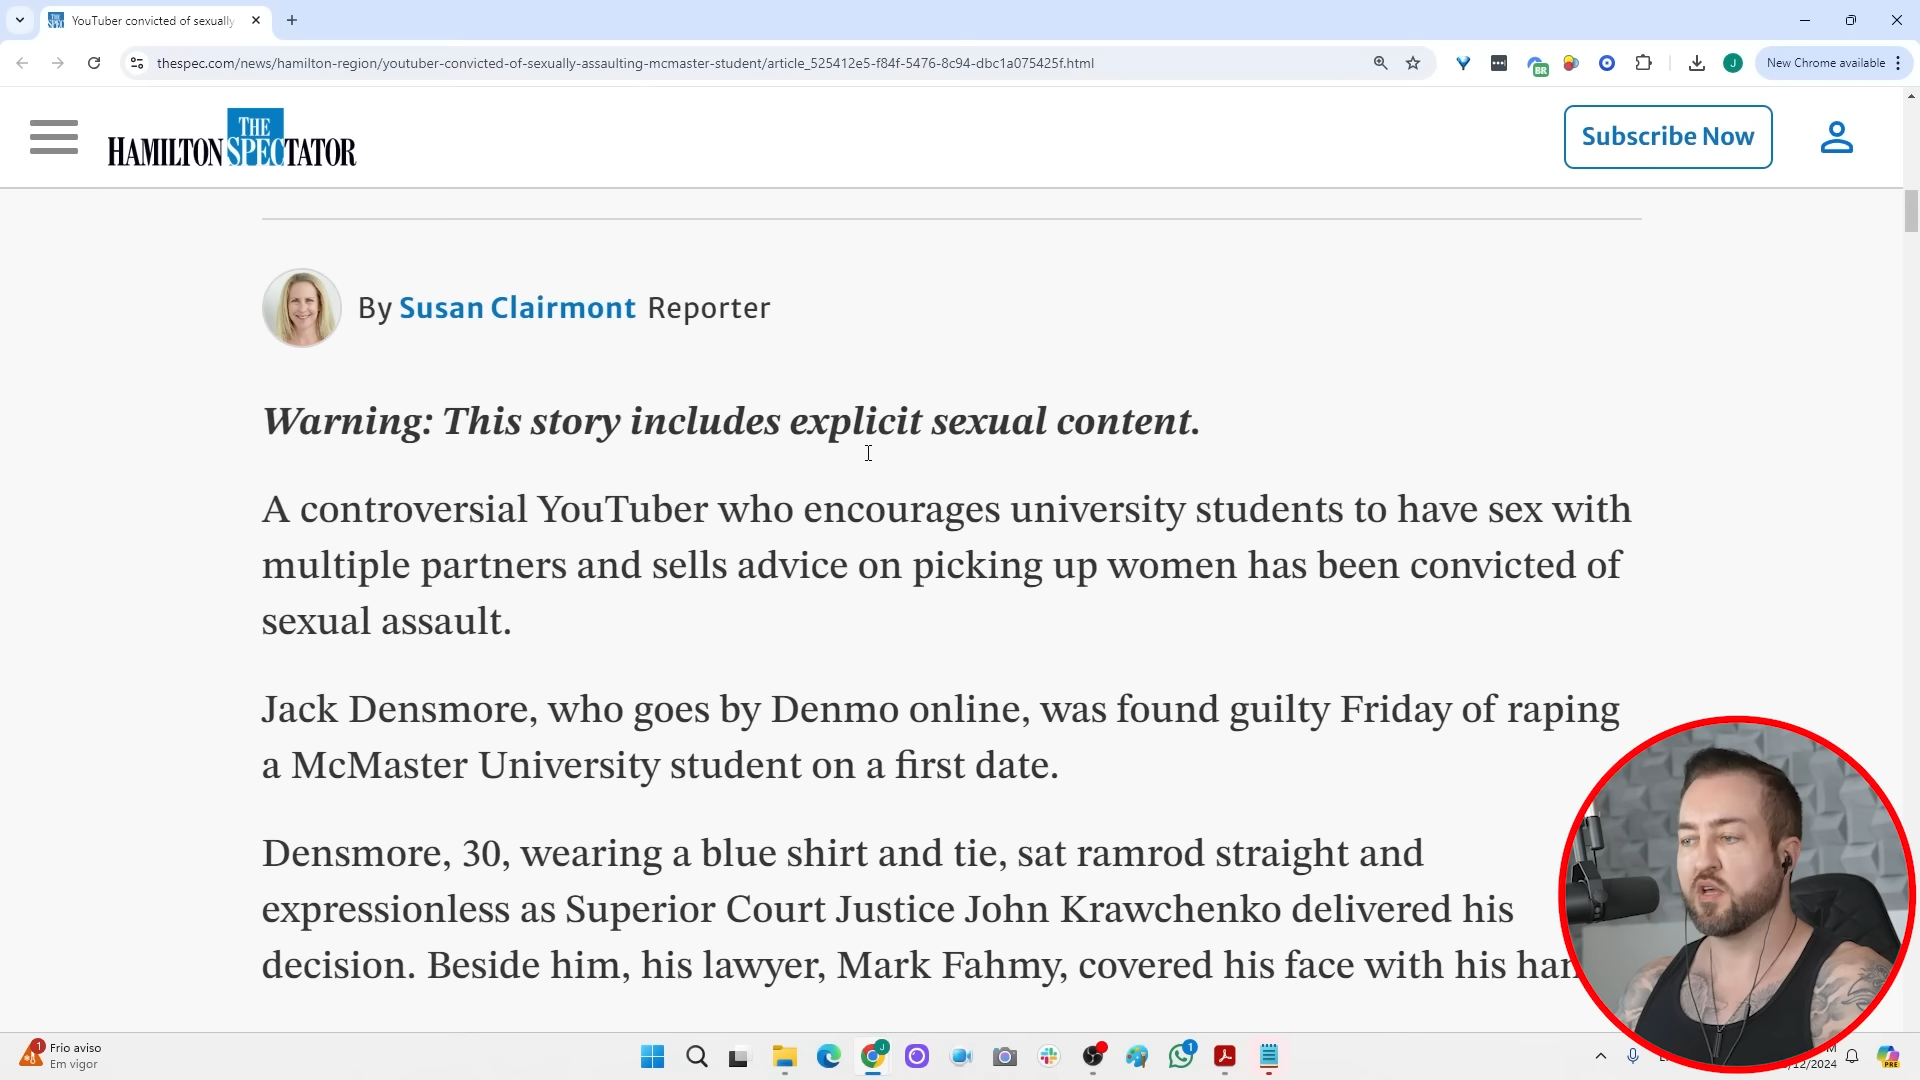 YouTuber convicted of sexually
thespec.com/news/hamilton-region/youtuber-convicted-of-sexually-assaulting-mcmaster-student/article_525412e5-f84f-5476-8c94-dbc1a075425f.html
BR
J
New Chrome available
THE
HAMILTON SPECTATOR
Subscribe Now
By Susan Clairmont Reporter
Warning: This story includes explicit sexual content.
A controversial YouTuber who encourages university students to have sex with
multiple partners and sells advice on picking up women has been convicted of
sexual assault.
Jack Densmore, who goes by Denmo online, was found guilty Friday of raping
a McMaster University student on a first date.
Densmore, 30, wearing a blue shirt and tie, sat ramrod straight and
expressionless as Superior Court Justice John Krawchenko delivered his
decision. Beside him, his lawyer, Mark Fahmy, covered his face with his
1
Frio aviso
Em vigor
J
1
/12/2024
PRE